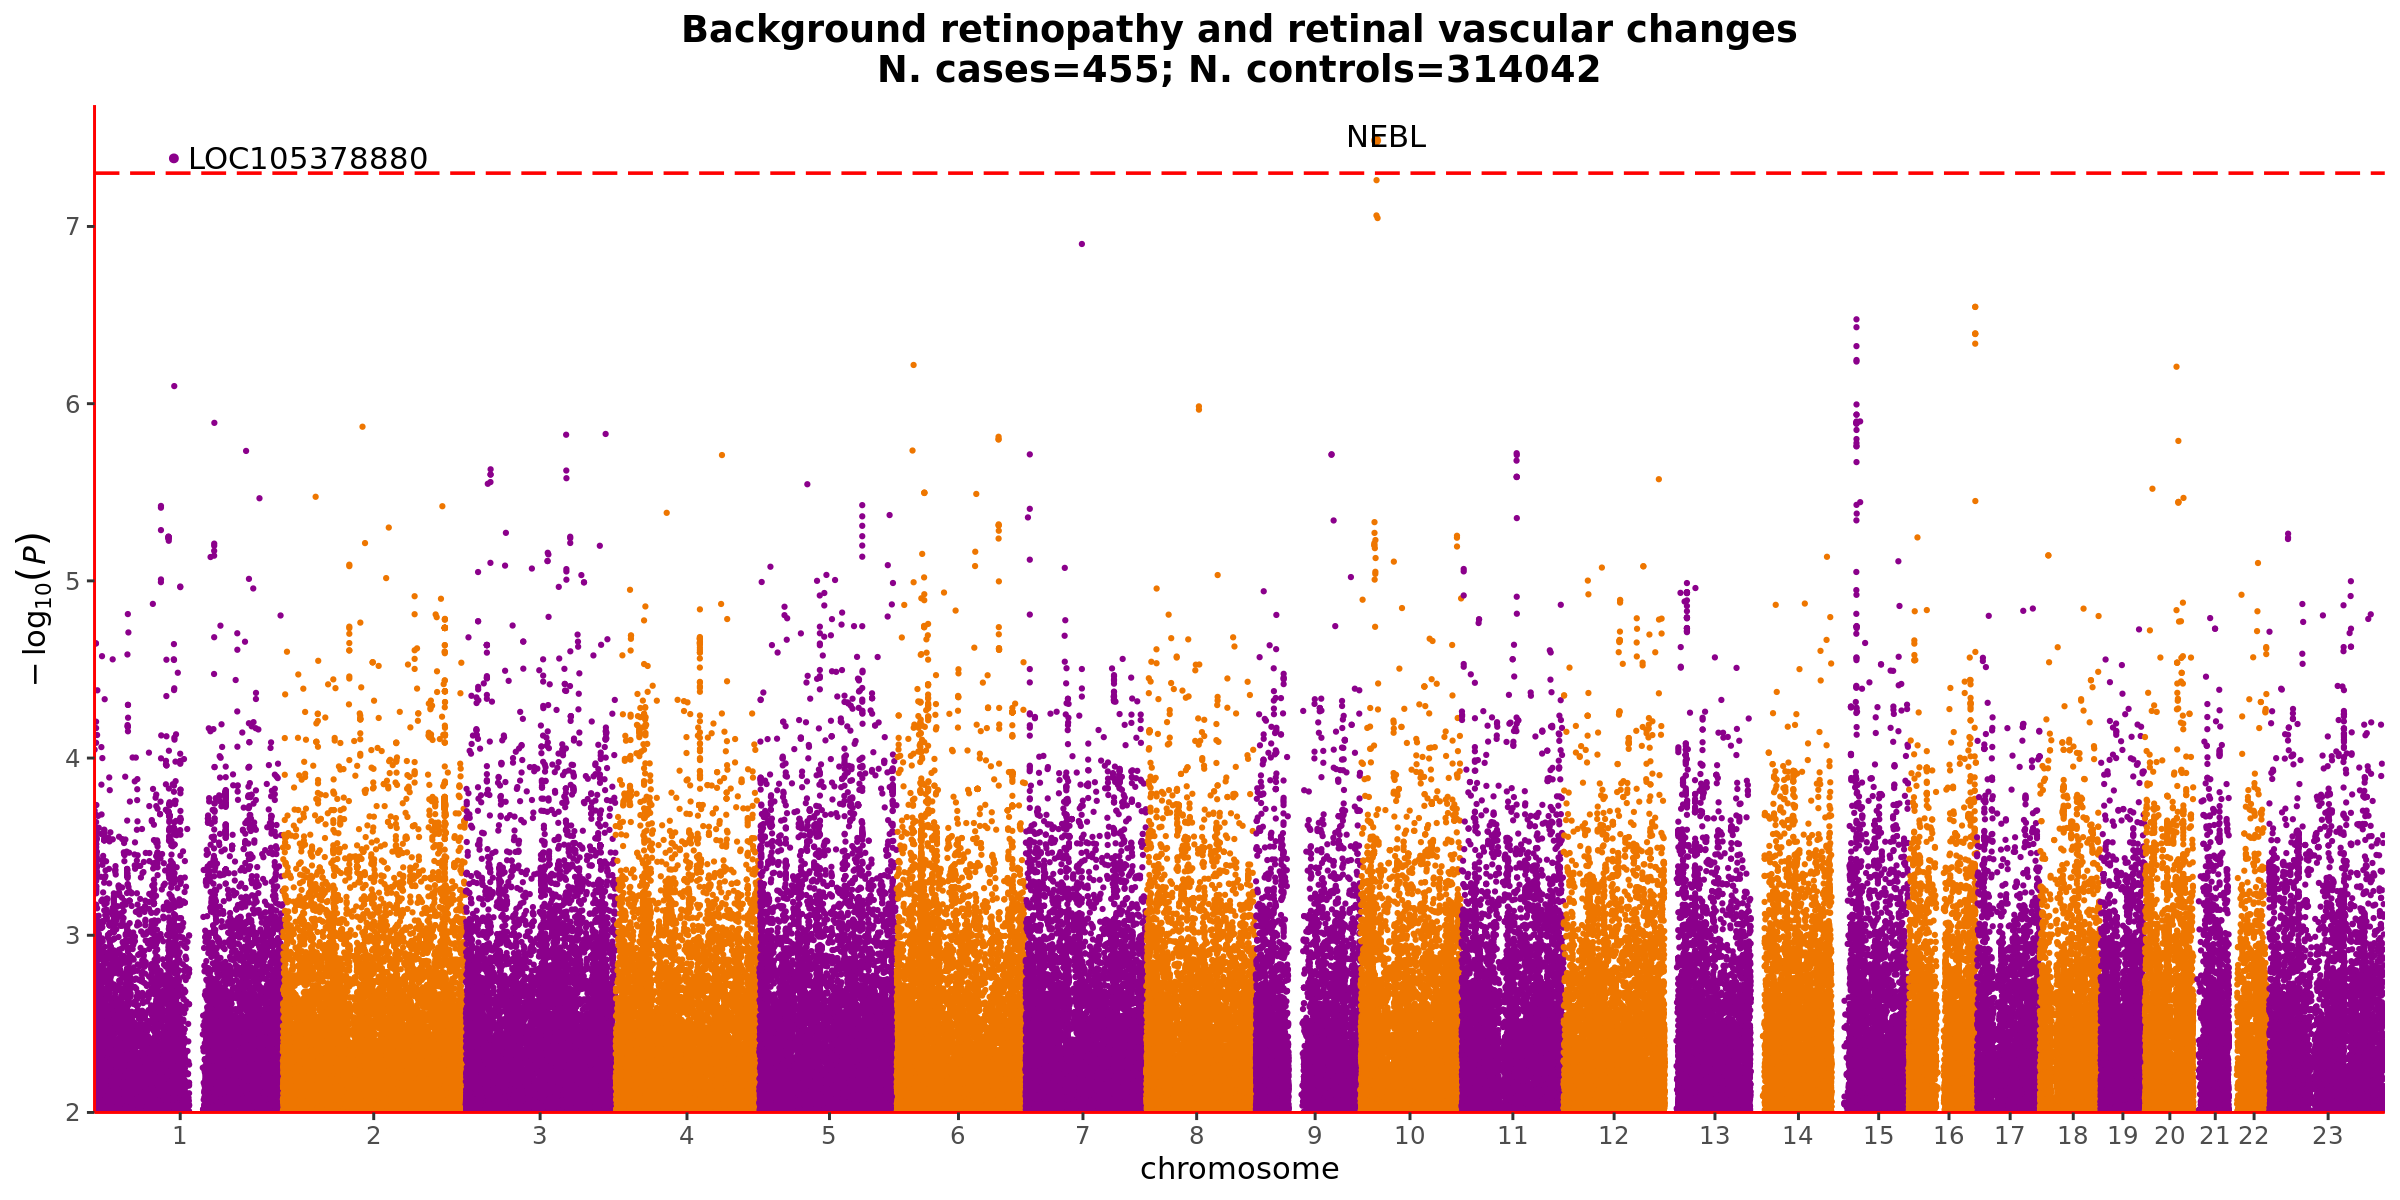 Background retinopathy and retinal vascular changes
N. cases=455; N. controls=314042
NEBL
LOC105378880
7
6
5
4
3
2
−log10(P)
1 2 3 4 5 6 7 8 9 10 11 12 13 14 15 16 17 18 19 20 21 22 23
chromosome